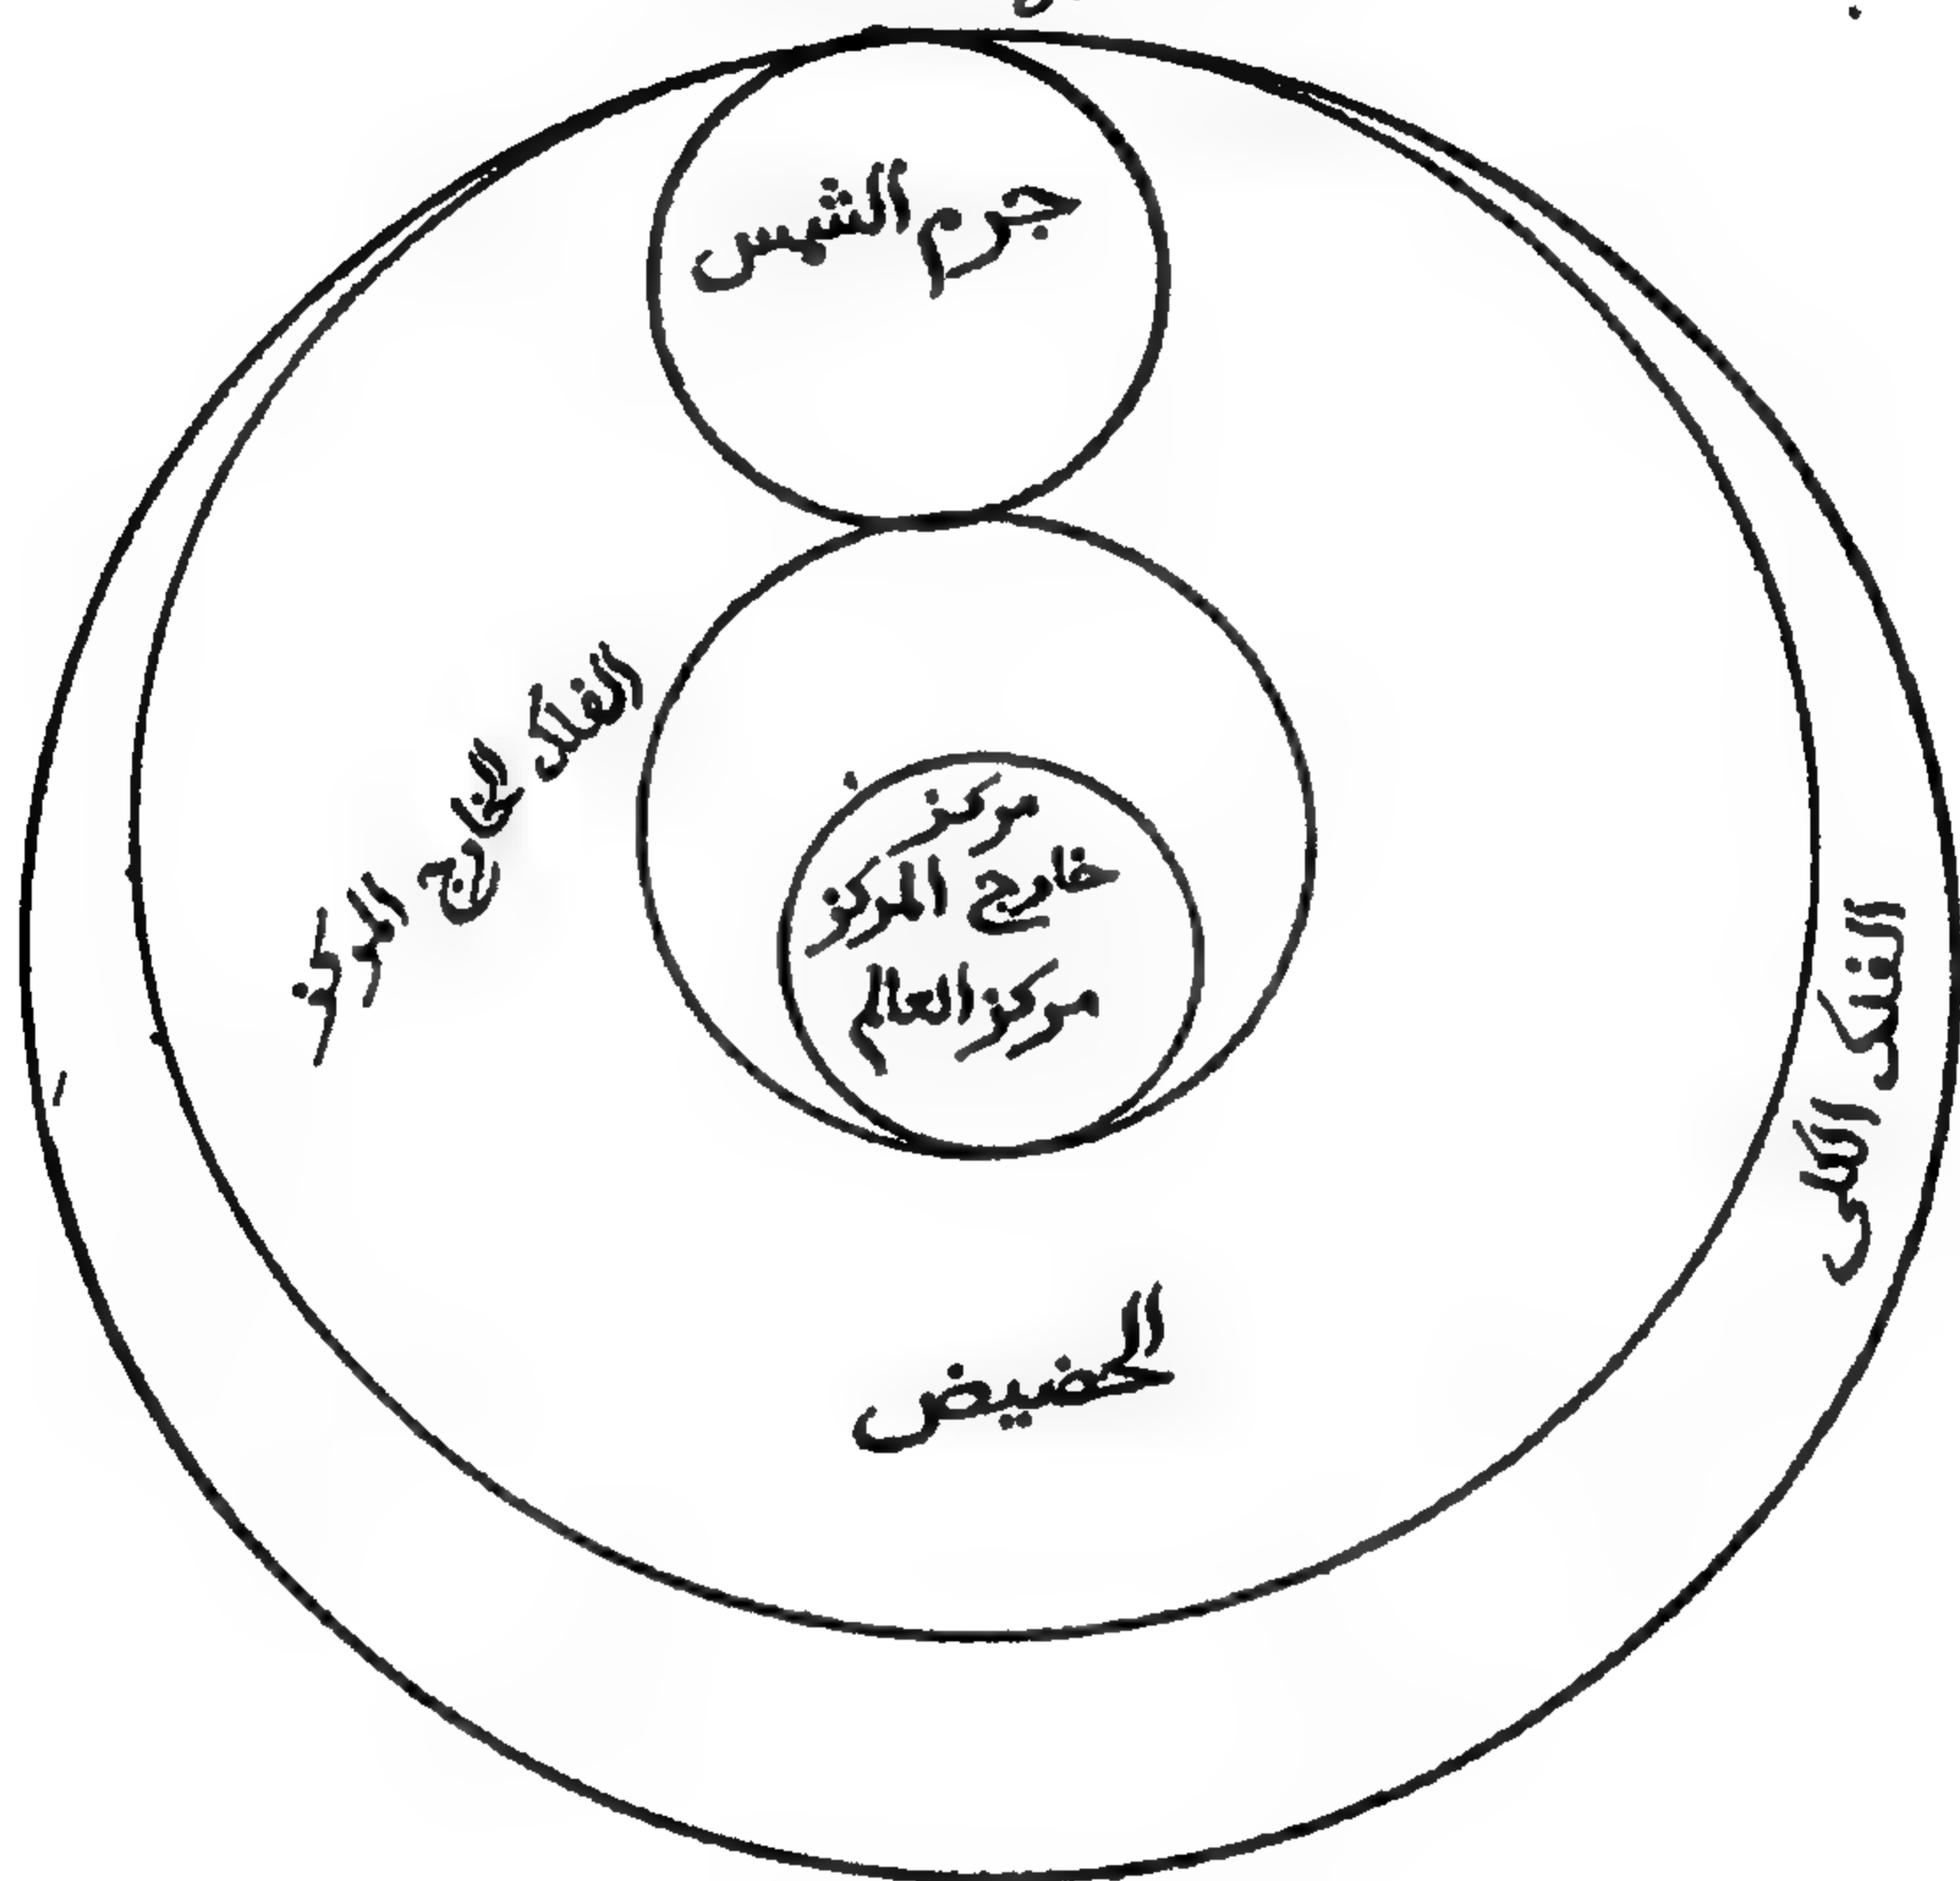 جرم الشمس
الفلك الخارج المركز
مركز
خارج المركز
مركز العالم
الفلك الكلى
الحضيض